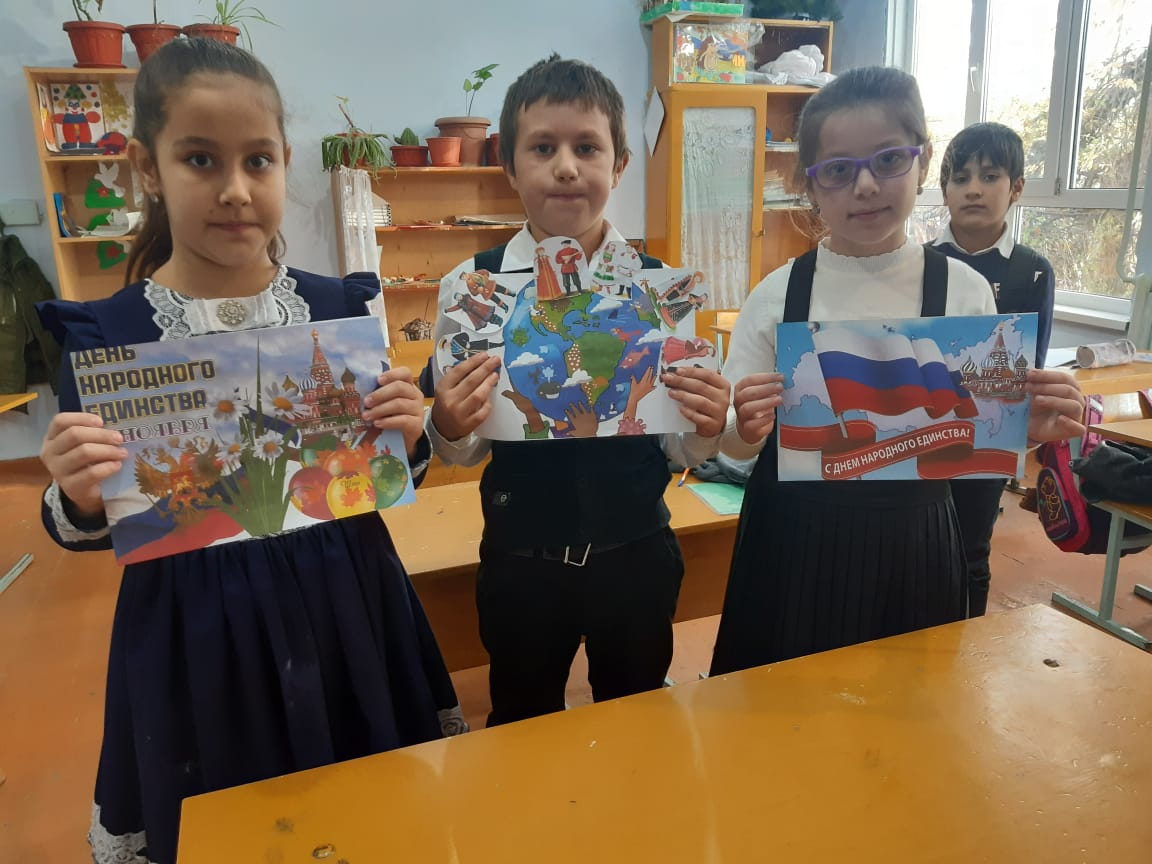 ДЕНЬ
НАРОДНОГО
ЕДИНСТВА
НОЯБРЯ
С ДНЕМ НАРОДНОГО ЕДИНСТВА!